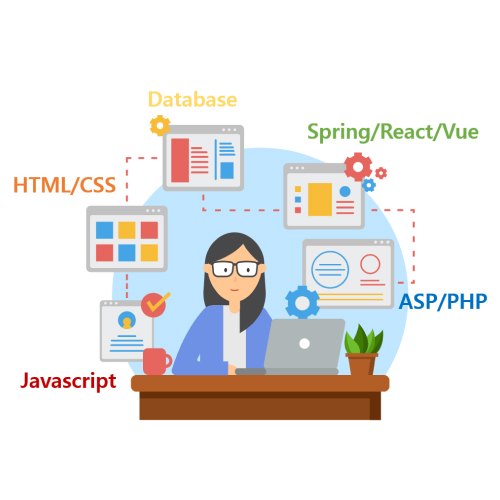 Database
Spring/React/Vue
HTML/CSS
ASP/PHP
Javascript